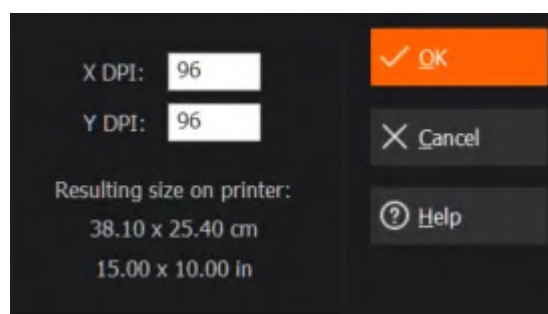 X DPI: 96
Y DPI: 96
Resulting size on printer:
38.10 x 25.40 cm
15.00 x 10.00 in
OK
Cancel
Help